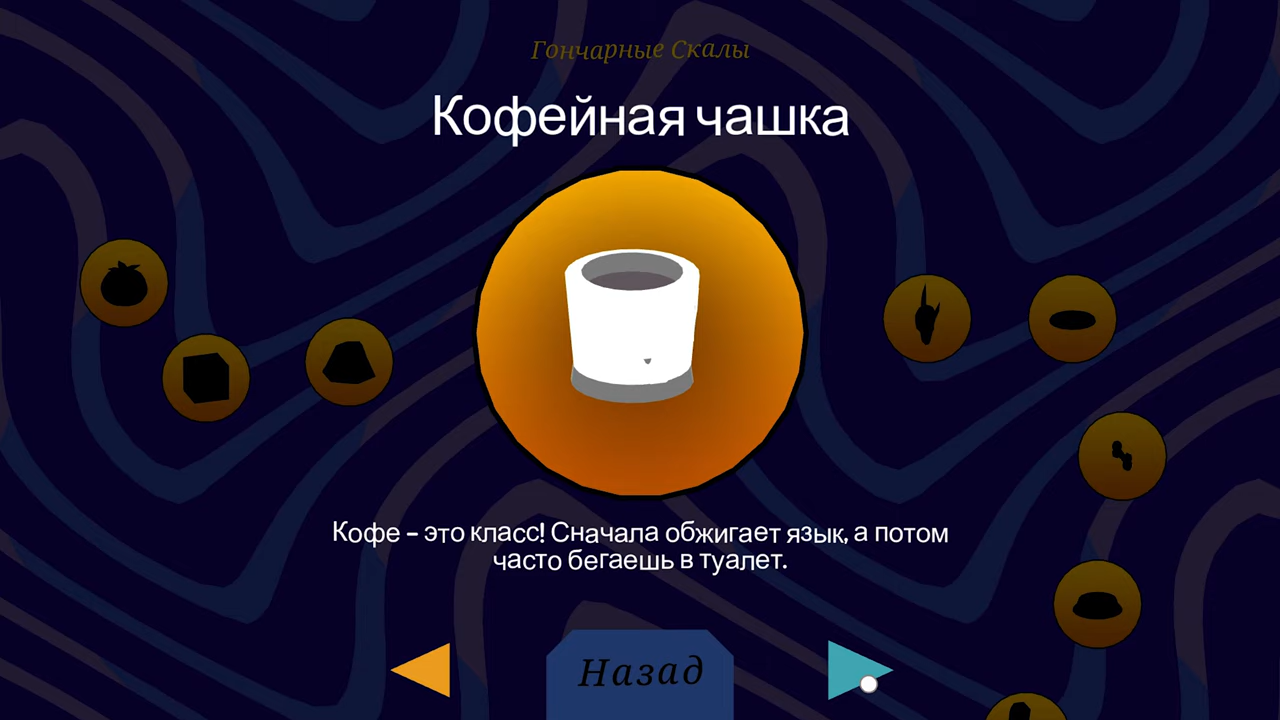 Гончарные Скалы
Кофейная чашка
Кофе – это класс! Сначала обжигает язык, а потом
часто бегаешь в туалет.
Назад